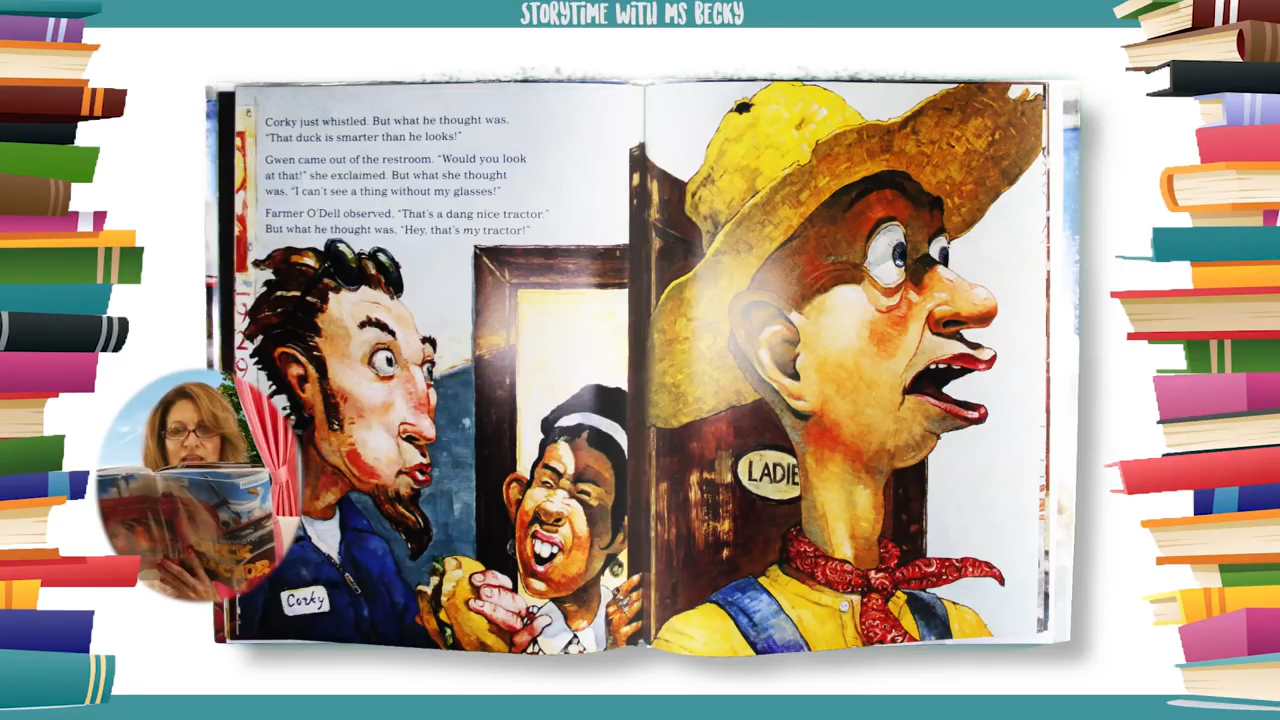 STORYTIME WITH MS BECKY
Corky just whistled. But what he thought was,
"That duck is smarter than he looks!"
Gwen came out of the restroom. "Would you look
at that!" she exclaimed. But what she thought
was, "I can't see a thing without my glasses!"
Farmer O'Dell observed, "That's a dang nice tractor."
But what he thought was, "Hey, that's my tractor!"
LADIE
Corky